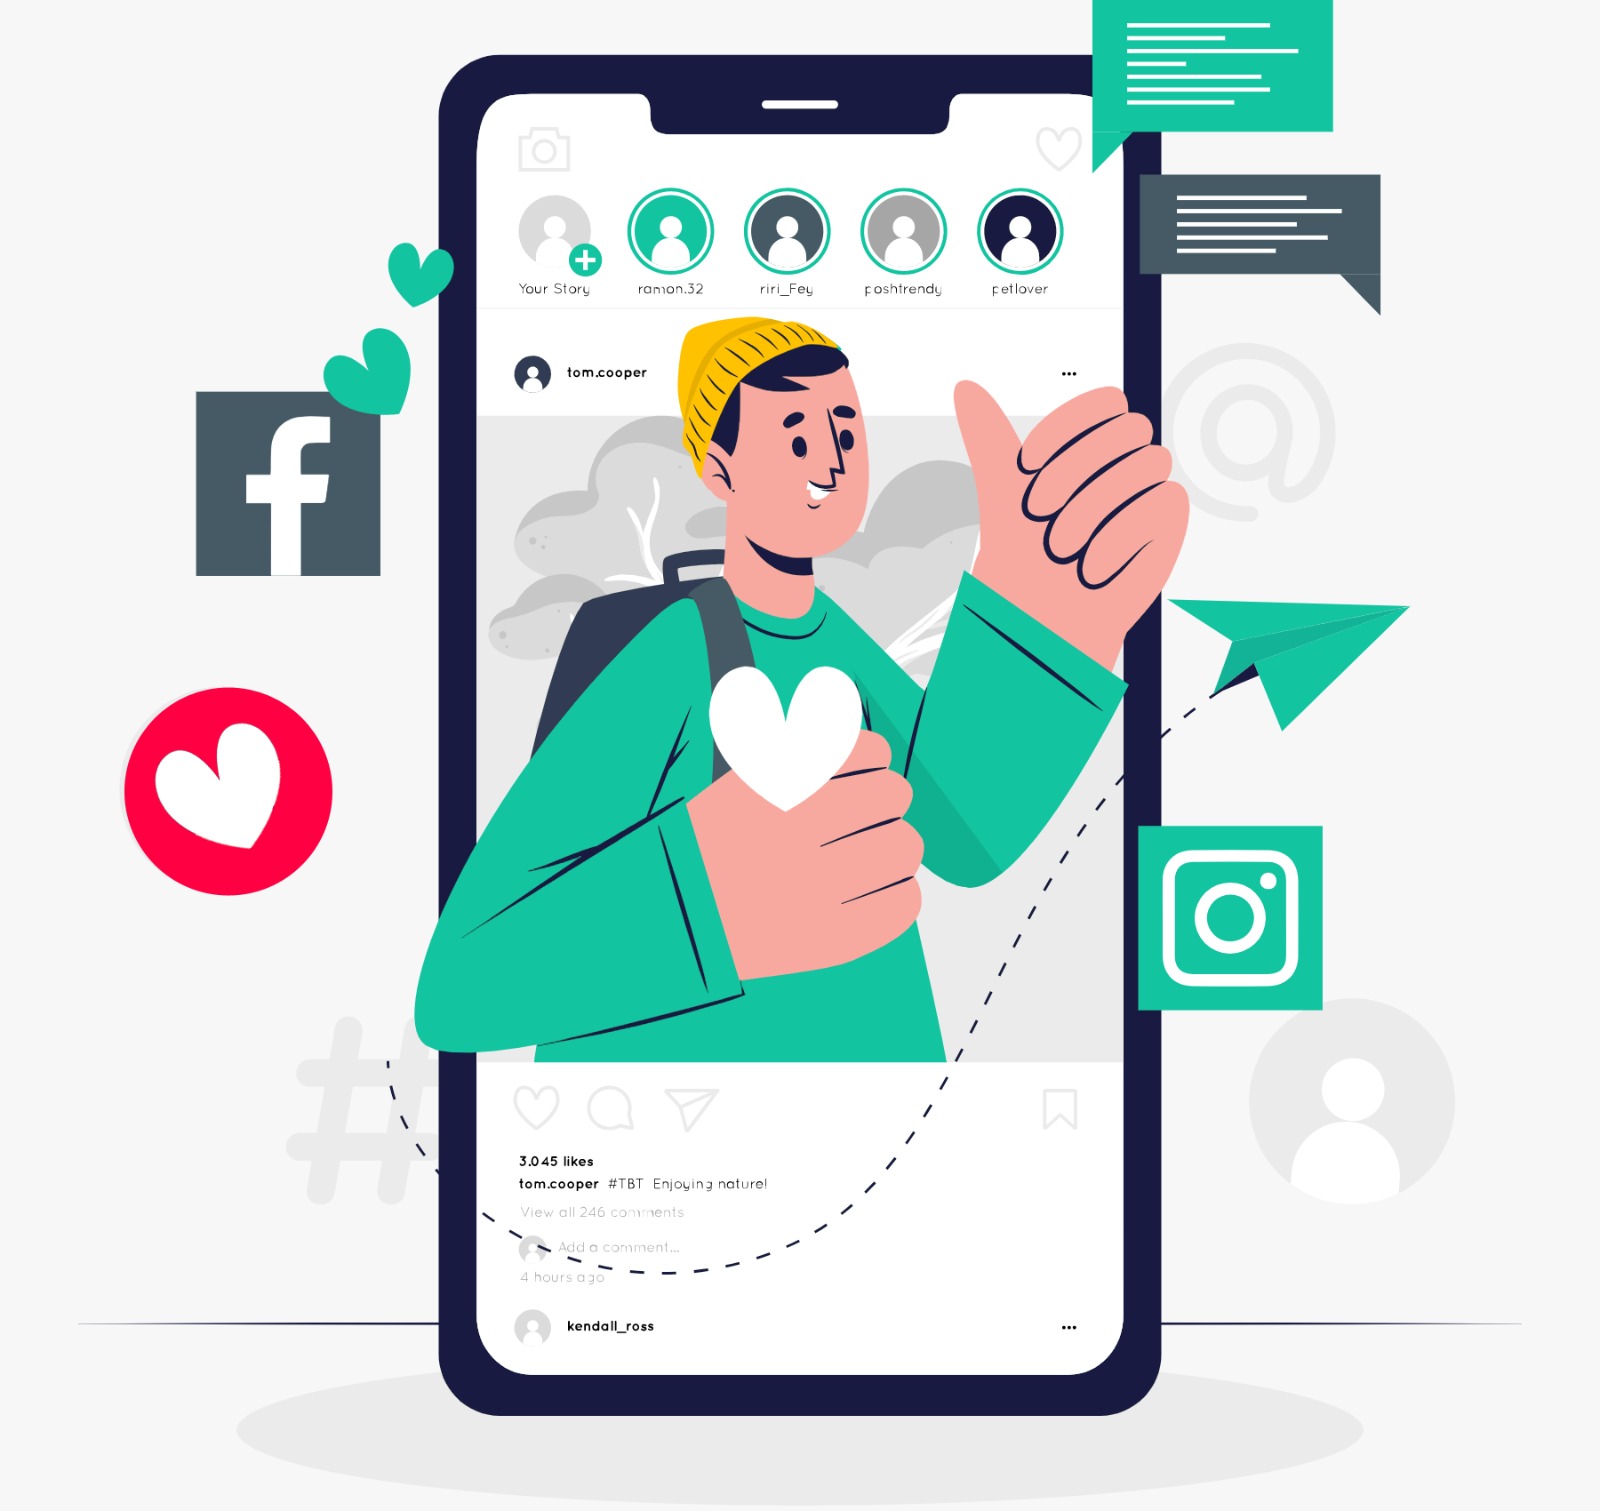 Your Story
ramon.32
riri_Fey
poshtrendy
petlover
tom.cooper
3.045 likes
tom.cooper #TBT Enjoying nature!
View all 246 comments
Add a comment...
4 hours ago
kendall_ross